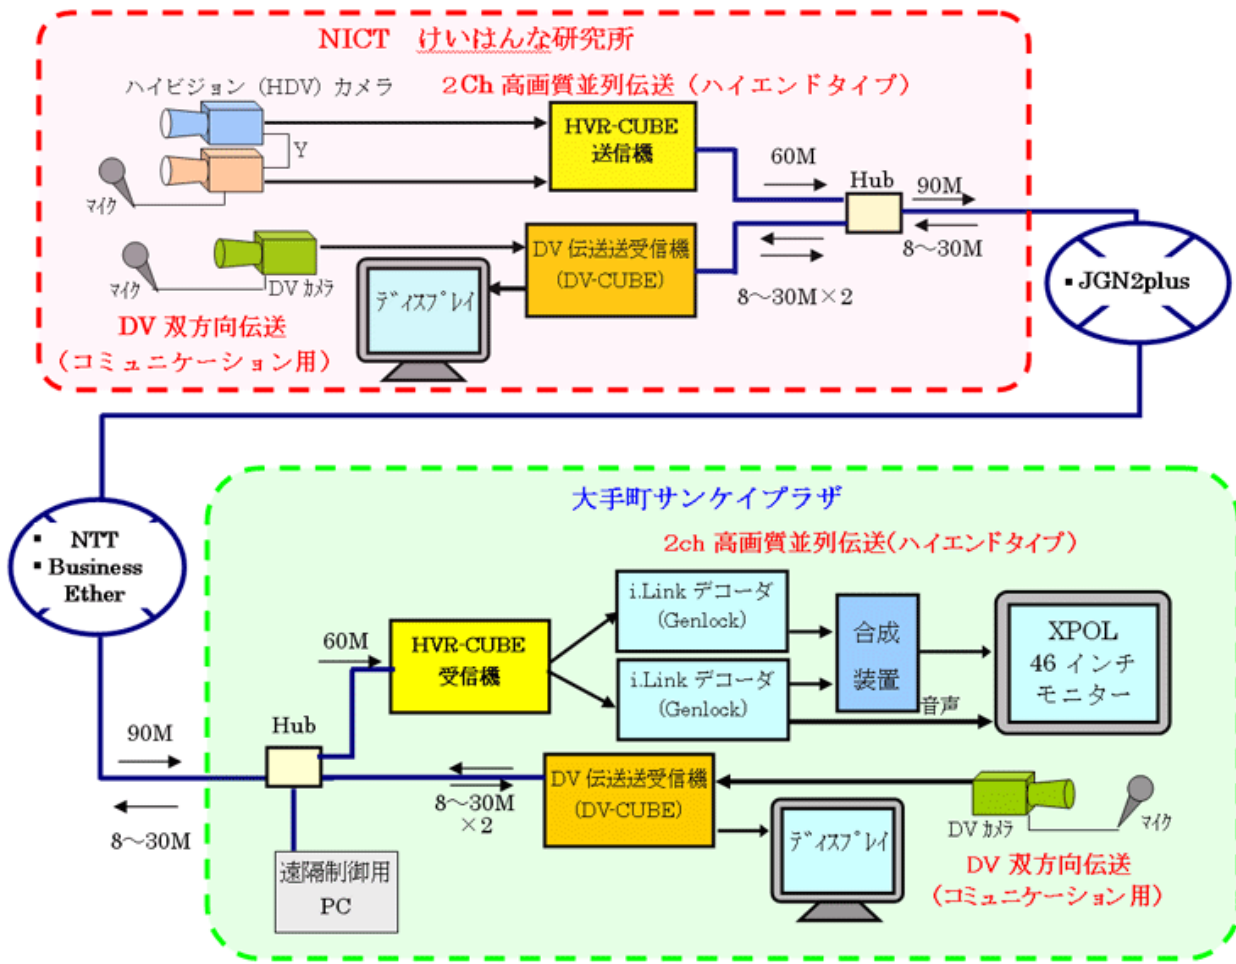 NICT　けいはんな研究所
ハイビジョン（HDV）カメラ
２Ch 高画質並列伝送（ハイエンドタイプ）
HVR-CUBE
送信機
Y
マイク
60M
Hub
90M
8～30M
DV 伝送送受信機
(DV-CUBE)
8～30M×2
マイク
DV カメラ
ディスプレイ
DV 双方向伝送
（コミュニケーション用）
▪ JGN2plus
▪ NTT
▪ Business
Ether
大手町サンケイプラザ
2ch 高画質並列伝送（ハイエンドタイプ）
60M
HVR-CUBE
受信機
i.Link デコーダ
(Genlock)
i.Link デコーダ
(Genlock)
合成
装置
音声
XPOL
46 インチ
モニター
Hub
90M
8～30M
8～30M
×2
DV 伝送送受信機
(DV-CUBE)
ディスプレイ
DV カメラ
マイク
DV 双方向伝送
（コミュニケーション用）
遠隔制御用
PC